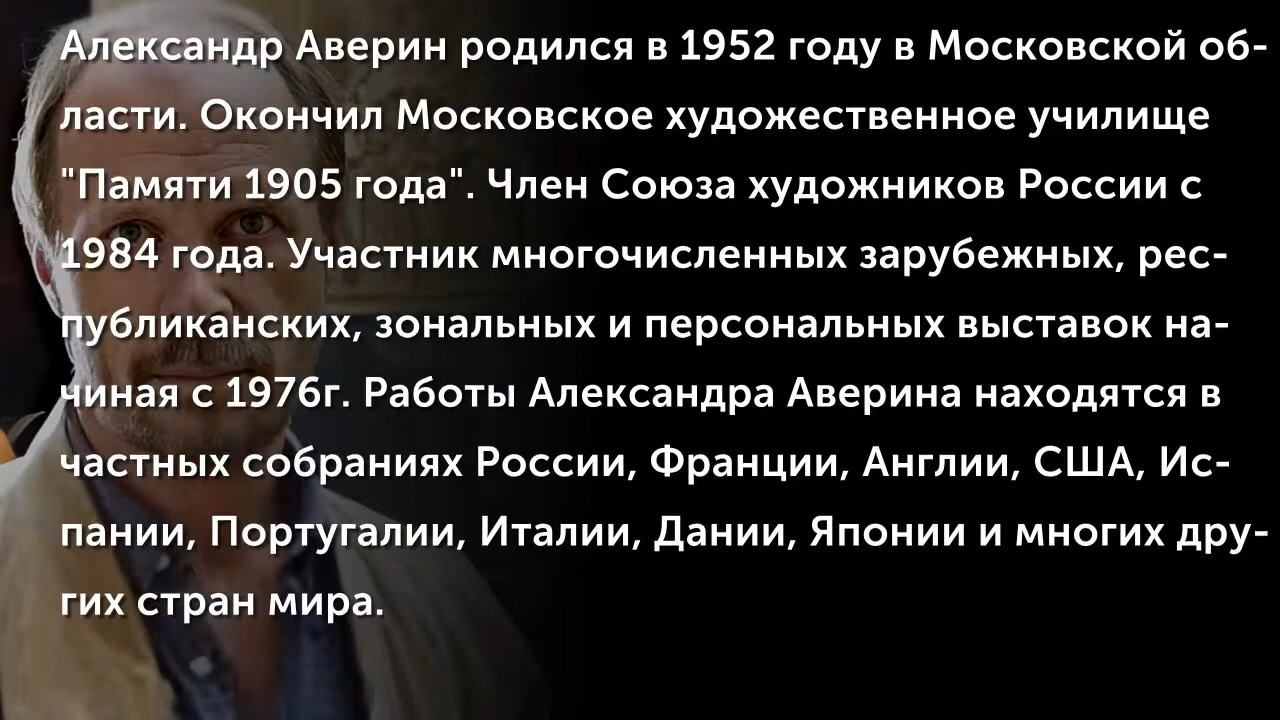 Александр Аверин родился в 1952 году в Московской об-
ласти. Окончил Московское художественное училище
"Памяти 1905 года". Член Союза художников России с
1984 года. Участник многочисленных зарубежных, рес-
публиканских, зональных и персональных выставок на-
чиная с 1976г. Работы Александра Аверина находятся в
частных собраниях России, Франции, Англии, США, Ис-
пании, Португалии, Италии, Дании, Японии и многих дру-
гих стран мира.